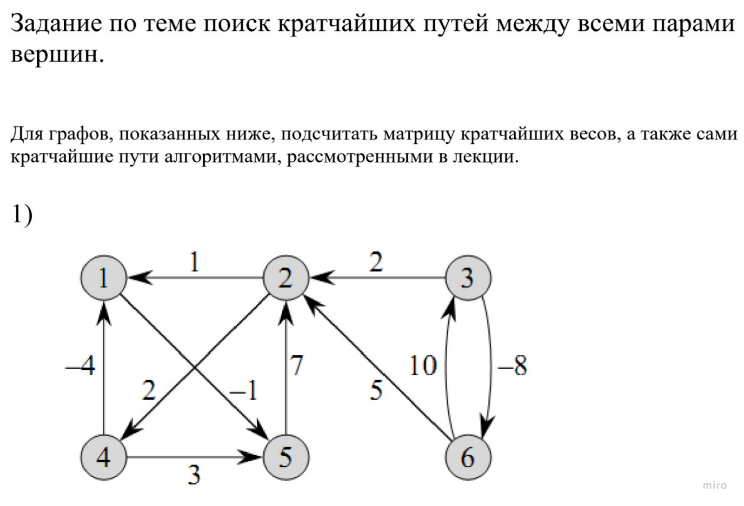 Задание по теме поиск кратчайших путей между всеми парами
вершин.
Для графов, показанных ниже, подсчитать матрицу кратчайших весов, а также сами
кратчайшие пути алгоритмами, рассмотренными в лекции.
1)
1
2
1 2 3
–4 2 –1 7 5 10 –8
4 5 6
3
miro